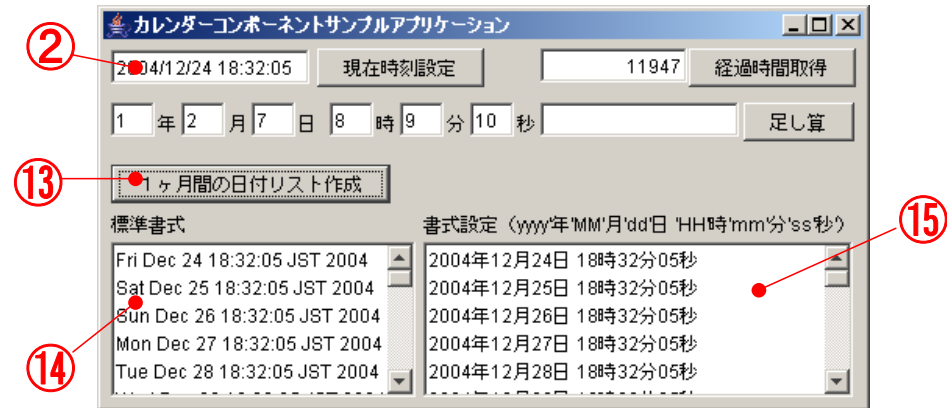 カレンダーコンポーネントサンプルアプリケーション
② 2004/12/24 18:32:05 現在時刻設定 11947 経過時間取得
1 年 2 月 7 日 8 時 9 分 10 秒 足し算
⑬ 1ヶ月間の日付リスト作成
標準書式 書式設定（yyyy'年'MM'月'dd'日 'HH'時'mm'分'ss'秒'）
⑮
Fri Dec 24 18:32:05 JST 2004 2004年12月24日 18時32分05秒
Sat Dec 25 18:32:05 JST 2004 2004年12月25日 18時32分05秒
Sun Dec 26 18:32:05 JST 2004 2004年12月26日 18時32分05秒
Mon Dec 27 18:32:05 JST 2004 2004年12月27日 18時32分05秒
⑭ Tue Dec 28 18:32:05 JST 2004 2004年12月28日 18時32分05秒